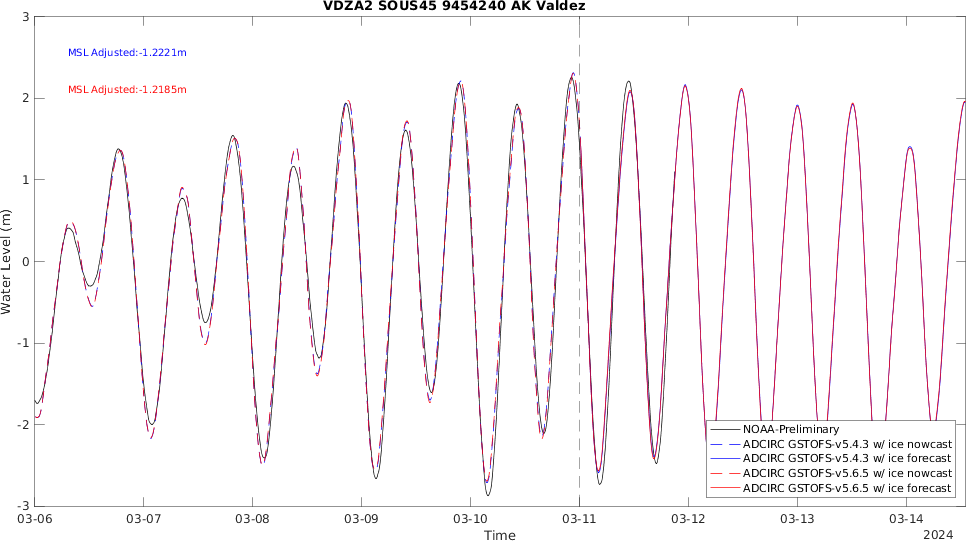 VDZA2 SOUS45 9454240 AK Valdez
MSL Adjusted:-1.2221m
MSL Adjusted:-1.2185m
Water Level (m)
3
2
1
0
-1
-2
-3
NOAA-Preliminary
ADCIRC GSTOFS-v5.4.3 w/ ice nowcast
ADCIRC GSTOFS-v5.4.3 w/ ice forecast
ADCIRC GSTOFS-v5.6.5 w/ ice nowcast
ADCIRC GSTOFS-v5.6.5 w/ ice forecast
03-06 03-07 03-08 03-09 03-10 03-11 03-12 03-13 03-14
Time
2024